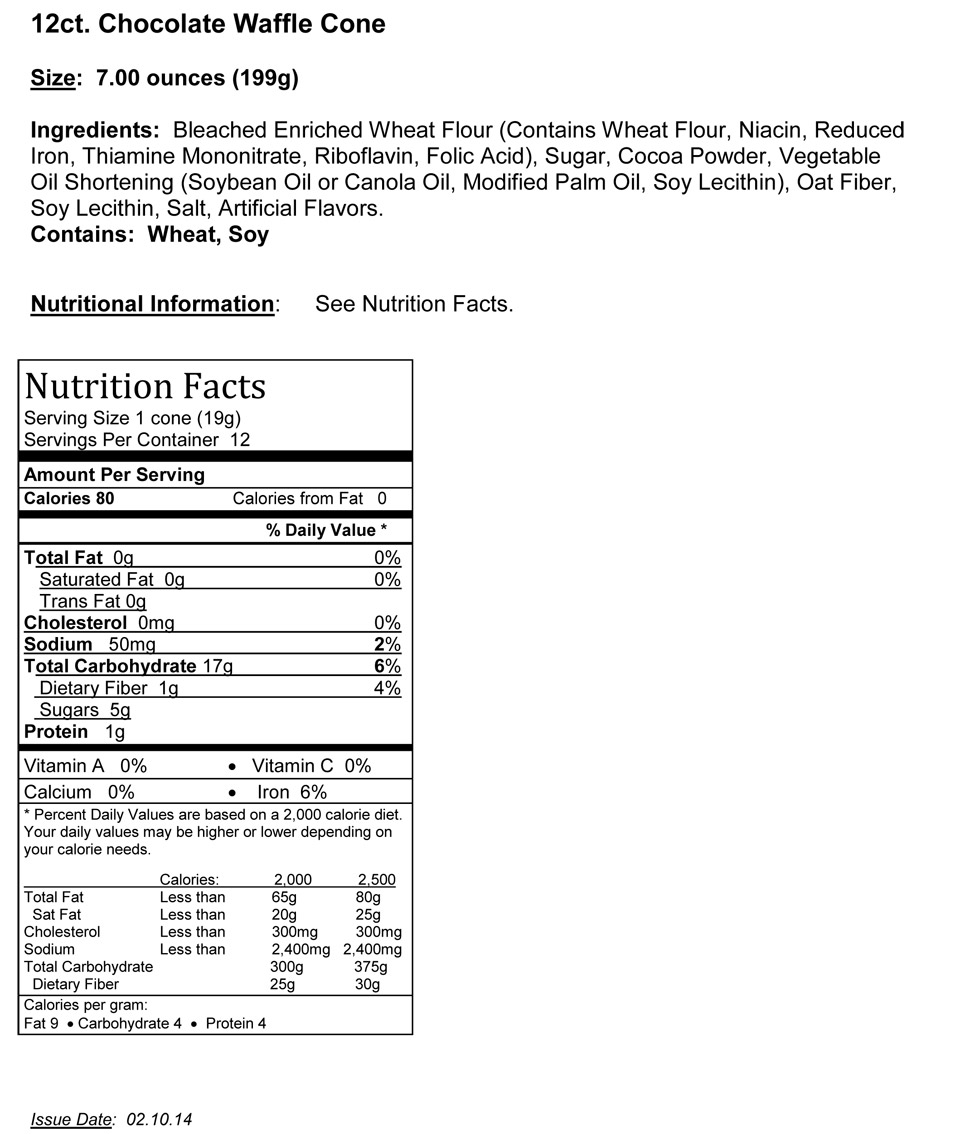 12ct. Chocolate Waffle Cone
Size: 7.00 ounces (199g)
Ingredients: Bleached Enriched Wheat Flour (Contains Wheat Flour, Niacin, Reduced
Iron, Thiamine Mononitrate, Riboflavin, Folic Acid), Sugar, Cocoa Powder, Vegetable
Oil Shortening (Soybean Oil or Canola Oil, Modified Palm Oil, Soy Lecithin), Oat Fiber,
Soy Lecithin, Salt, Artificial Flavors.
Contains: Wheat, Soy
Nutritional Information: See Nutrition Facts.
Nutrition Facts
Serving Size 1 cone (19g)
Servings Per Container 12
Amount Per Serving
Calories 80 Calories from Fat 0
% Daily Value *
Total Fat 0g 0%
Saturated Fat 0g 0%
Trans Fat 0g
Cholesterol 0mg 0%
Sodium 50mg 2%
Total Carbohydrate 17g 6%
Dietary Fiber 1g 4%
Sugars 5g
Protein 1g
Vitamin A 0% • Vitamin C 0%
Calcium 0% • Iron 6%
* Percent Daily Values are based on a 2,000 calorie diet.
Your daily values may be higher or lower depending on
your calorie needs.
Calories: 2,000 2,500
Total Fat Less than 65g 80g
Sat Fat Less than 20g 25g
Cholesterol Less than 300mg 300mg
Sodium Less than 2,400mg 2,400mg
Total Carbohydrate 300g 375g
Dietary Fiber 25g 30g
Calories per gram:
Fat 9 • Carbohydrate 4 • Protein 4
Issue Date: 02.10.14